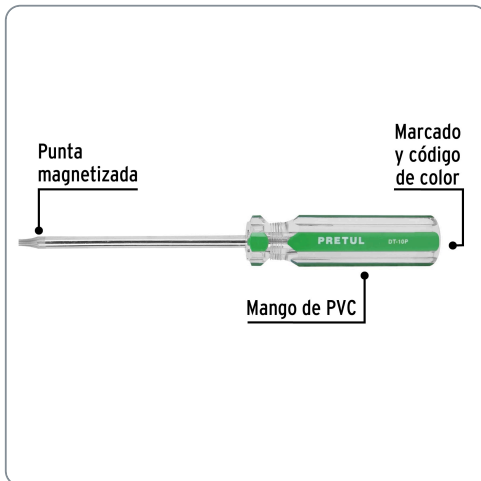 Punta
magnetizada
Marcado
y código
de color
PRETUL
DT-10P
Mango de PVC